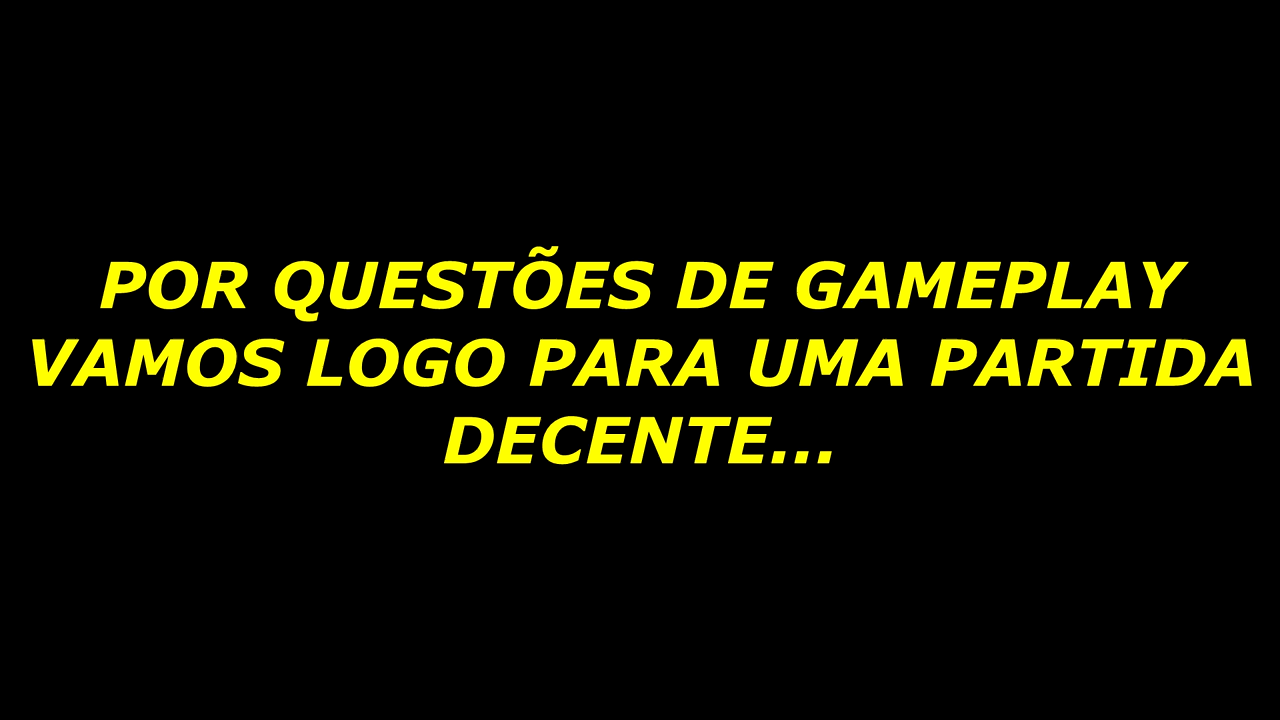 POR QUESTÕES DE GAMEPLAY
VAMOS LOGO PARA UMA PARTIDA
DECENTE...